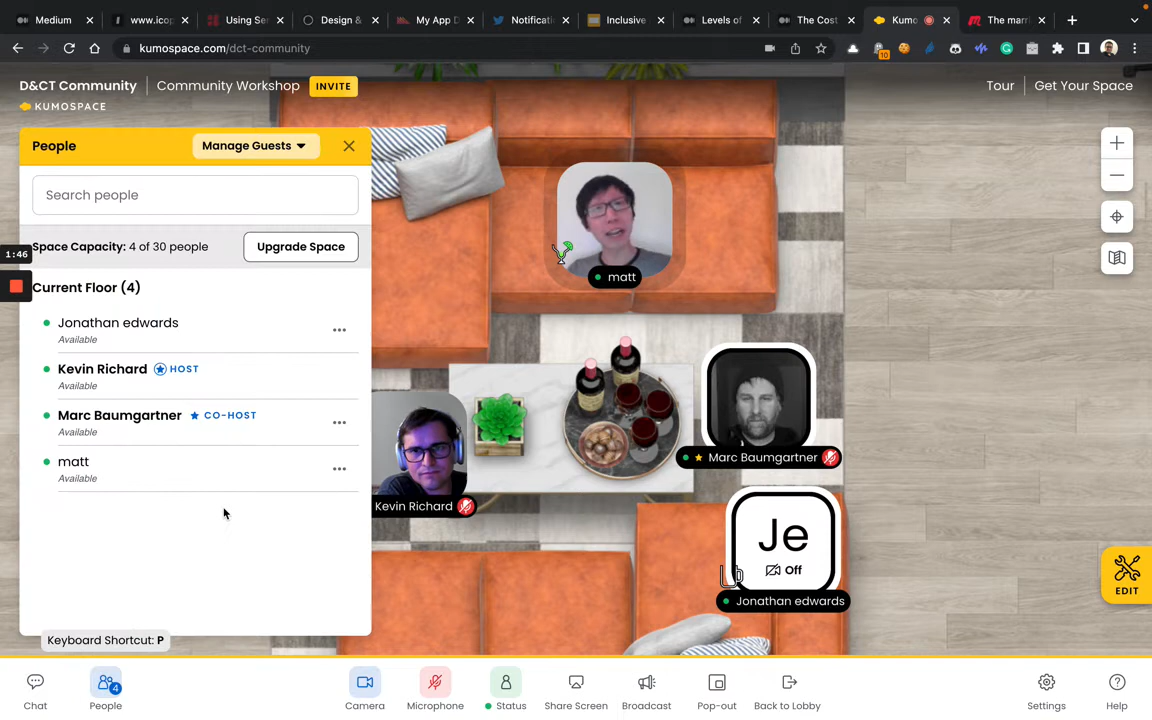 Medium
www.icop
Using Ser
Design &
My App D
Notificati
Inclusive
Levels of
The Cost
Kumo
The marri
kumospace.com/dct-community
10
D&CT Community
Community Workshop
INVITE
Tour
Get Your Space
KUMOSPACE
People
Manage Guests
Search people
Space Capacity: 4 of 30 people
Upgrade Space
1:46
Current Floor (4)
Jonathan edwards
Available
Kevin Richard
HOST
Available
Marc Baumgartner
CO-HOST
Available
matt
Available
Keyboard Shortcut: P
matt
Marc Baumgartner
Kevin Richard
Je
Off
Jonathan edwards
EDIT
4
Chat
People
Camera
Microphone
Status
Share Screen
Broadcast
Pop-out
Back to Lobby
Settings
Help